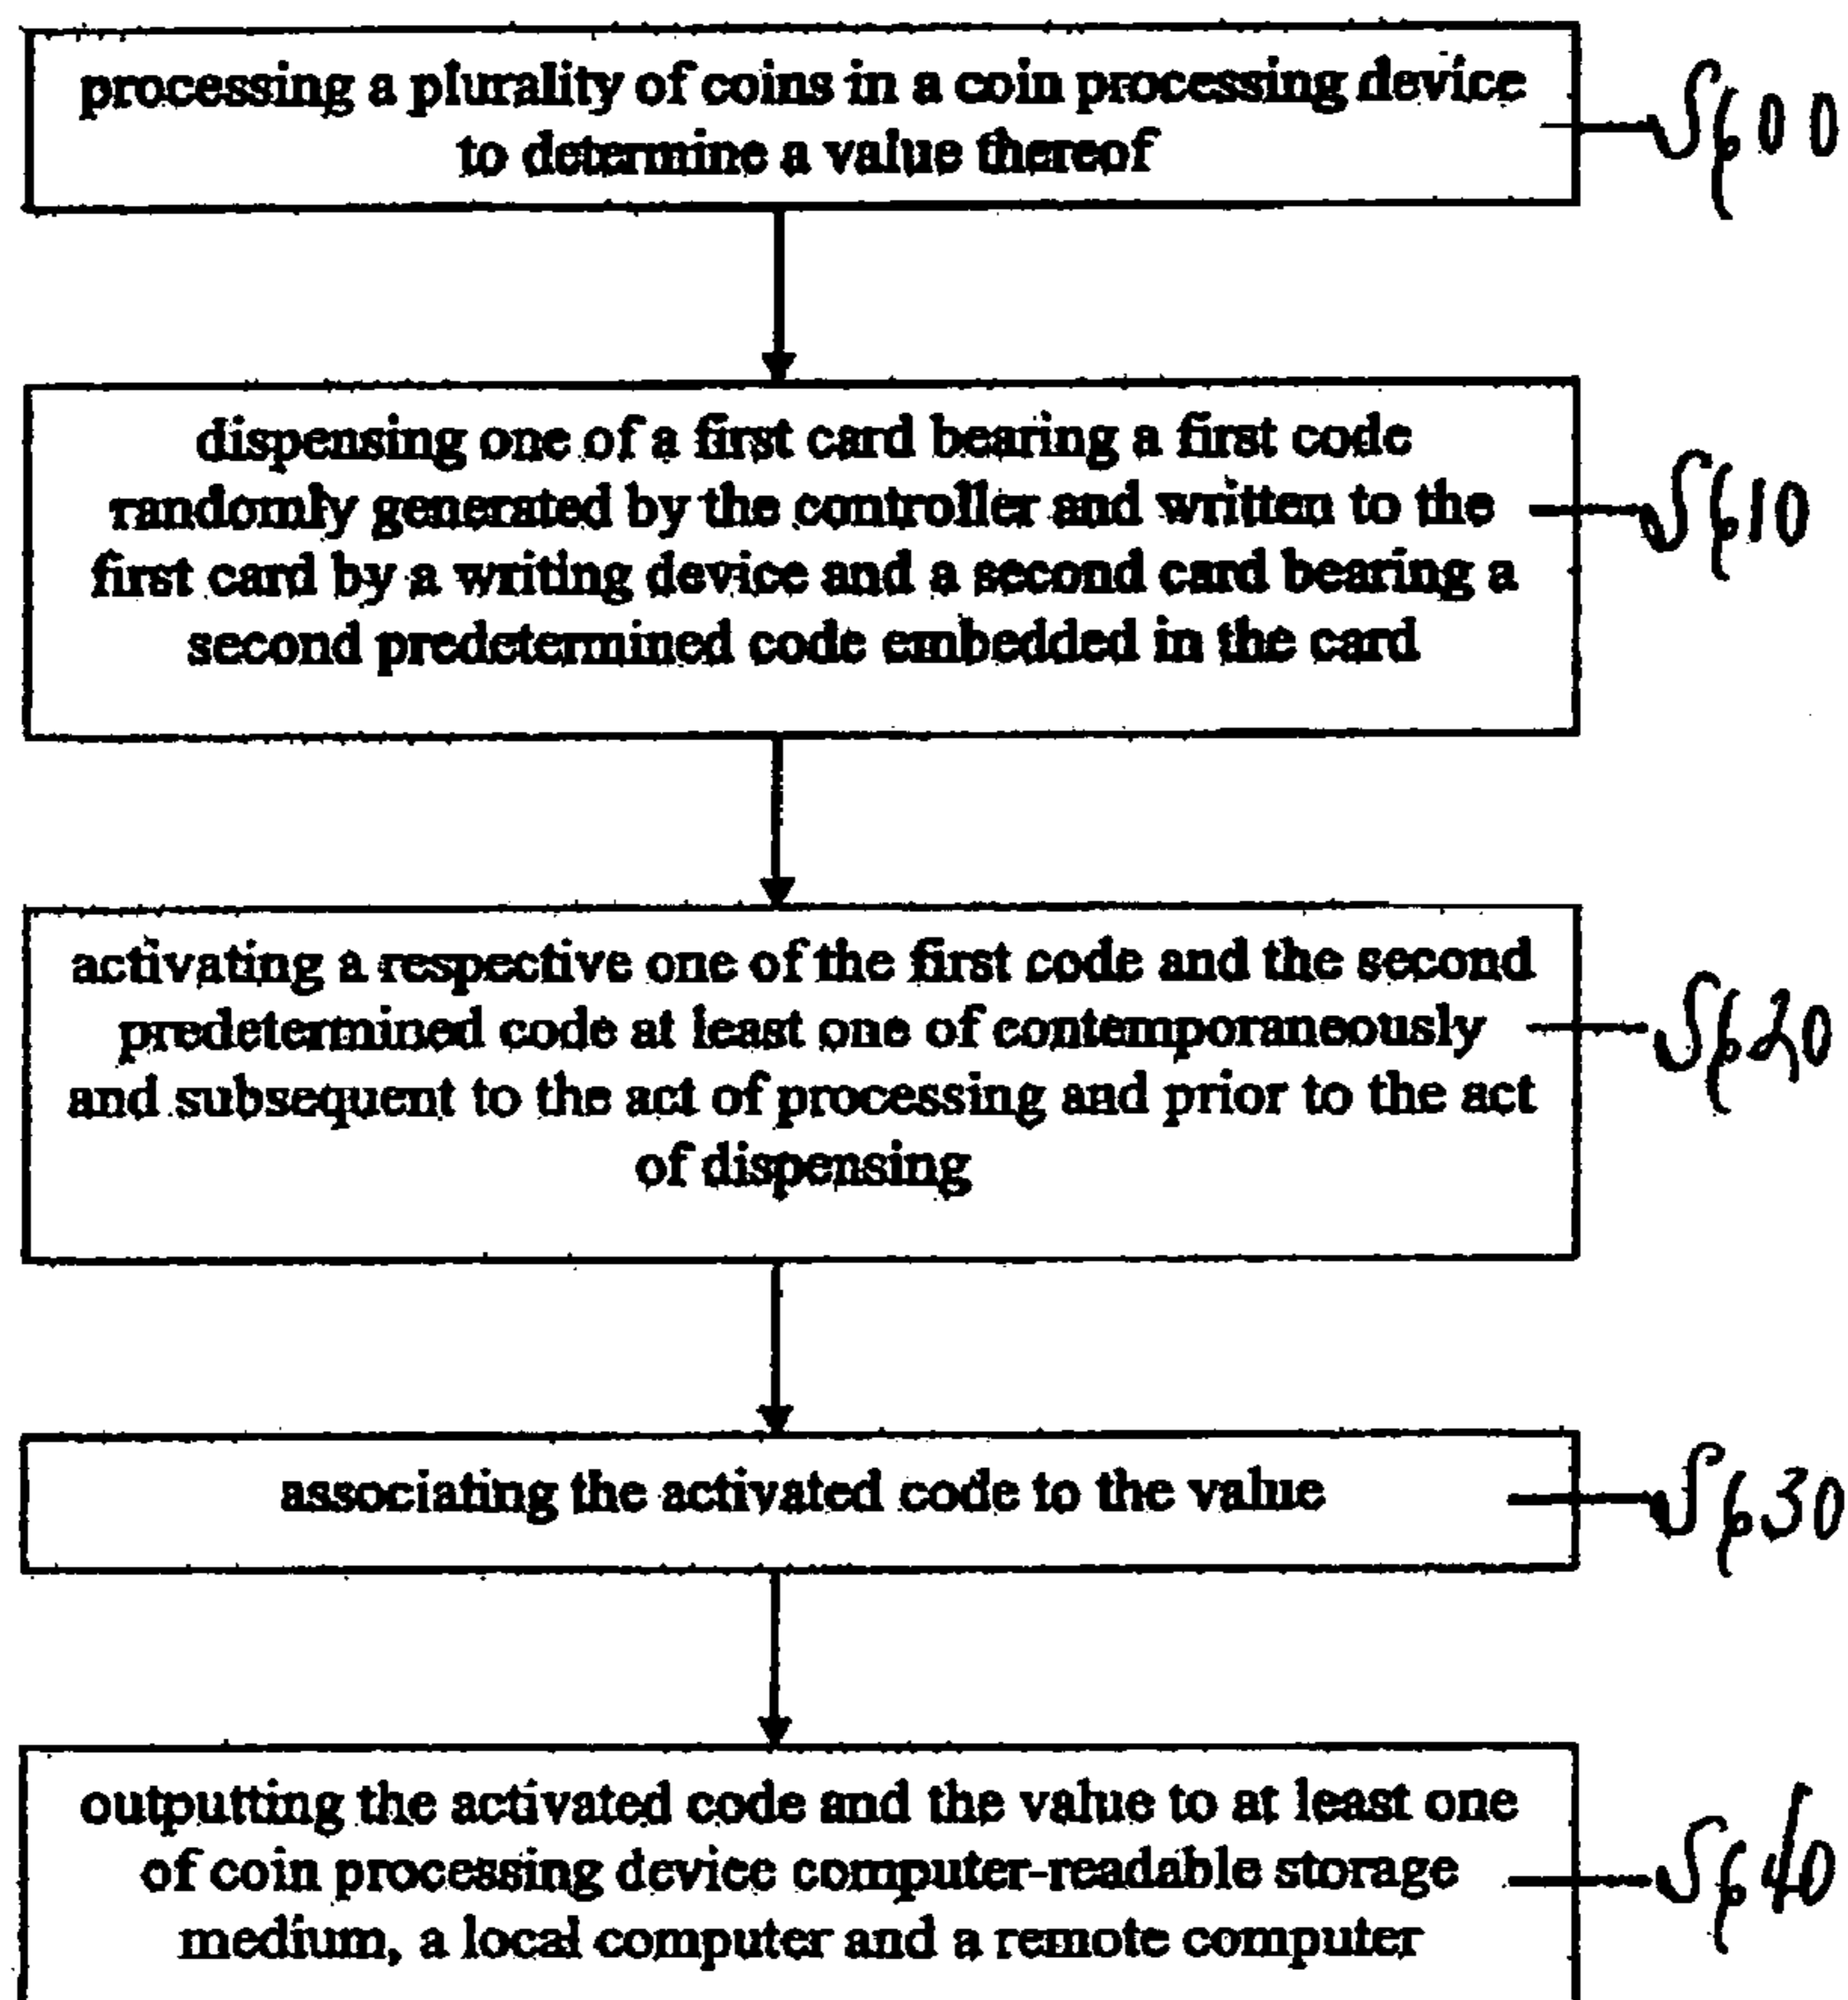 processing a plurality of coins in a coin processing device
to determine a value thereof
S600
dispensing one of a first card bearing a first code
randomly generated by the controller and written to the
first card by a writing device and a second card bearing a
second predetermined code embedded in the card
S610
activating a respective one of the first code and the second
predetermined code at least one of contemporaneously
and subsequent to the act of processing and prior to the act
of dispensing
S620
associating the activated code to the value
S630
outputting the activated code and the value to at least one
of coin processing device computer-readable storage
medium, a local computer and a remote computer
S640